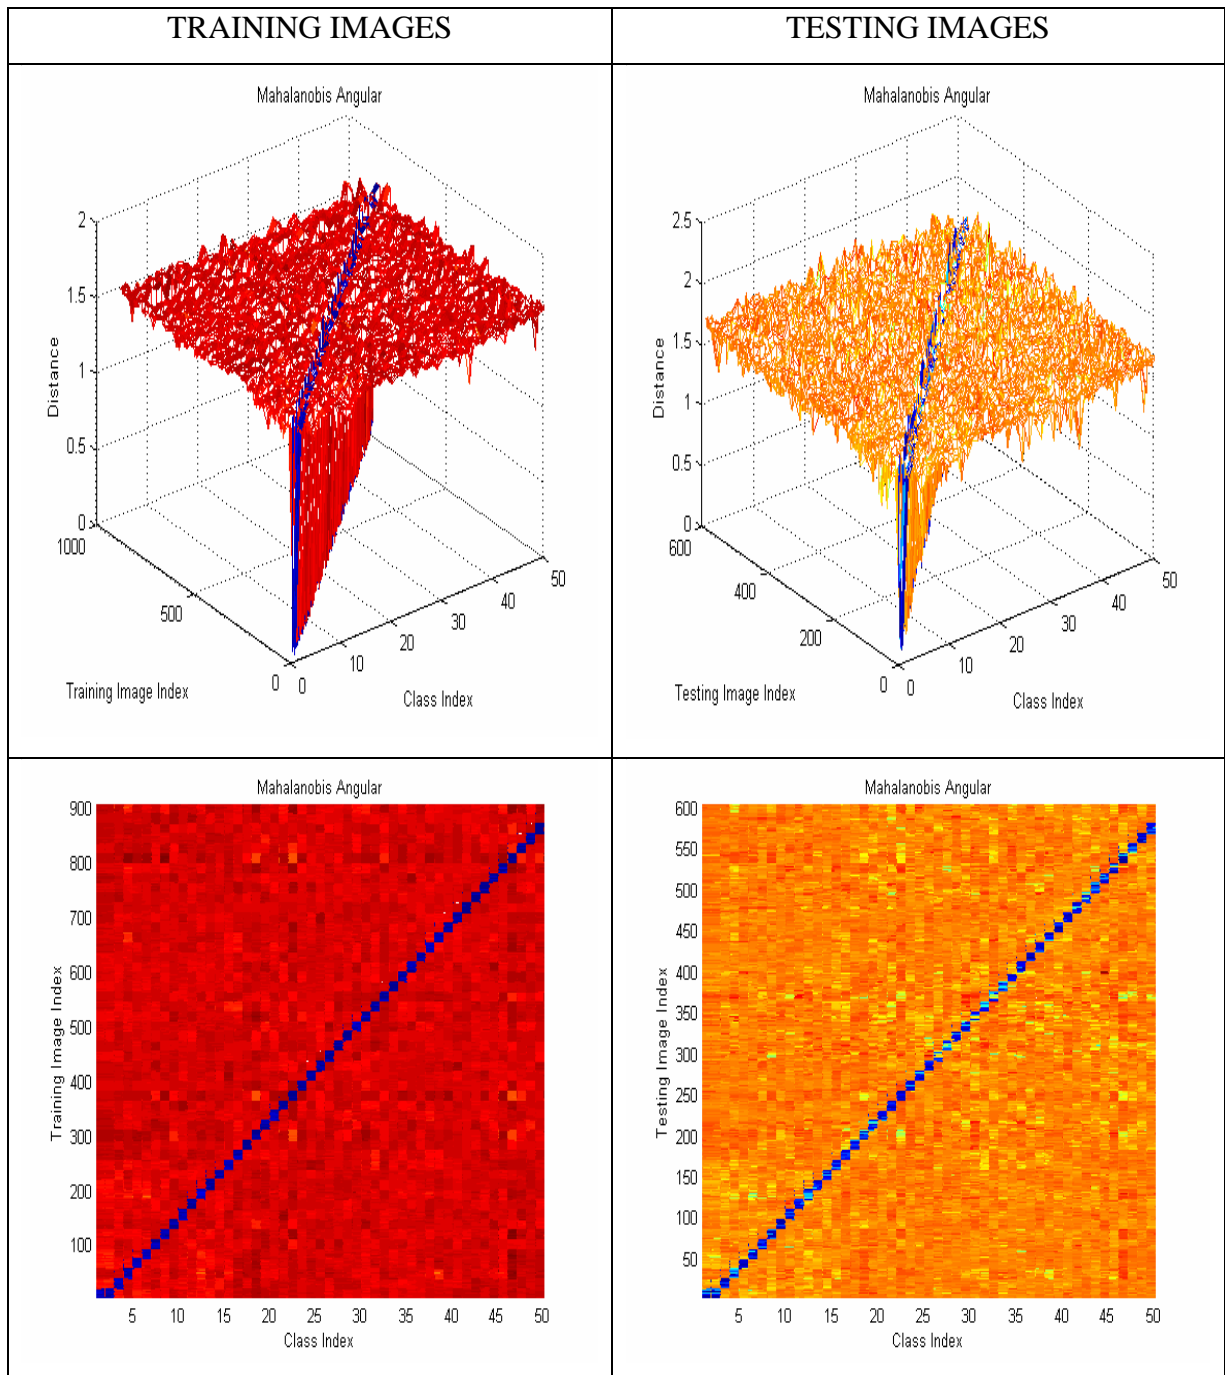 TRAINING IMAGES
TESTING IMAGES
Mahalanobis Angular
2
1.5
1
0.5
0
Distance
1000
500
0
Training Image Index
0
10
20
30
40
50
Class Index
Mahalanobis Angular
2.5
2
1.5
1
0.5
0
Distance
600
400
200
0
Testing Image Index
0
10
20
30
40
50
Class Index
Mahalanobis Angular
900
800
700
600
500
400
300
200
100
Training Image Index
5 10 15 20 25 30 35 40 45 50
Class Index
Mahalanobis Angular
600
550
500
450
400
350
300
250
200
150
100
50
Testing Image Index
5 10 15 20 25 30 35 40 45 50
Class Index